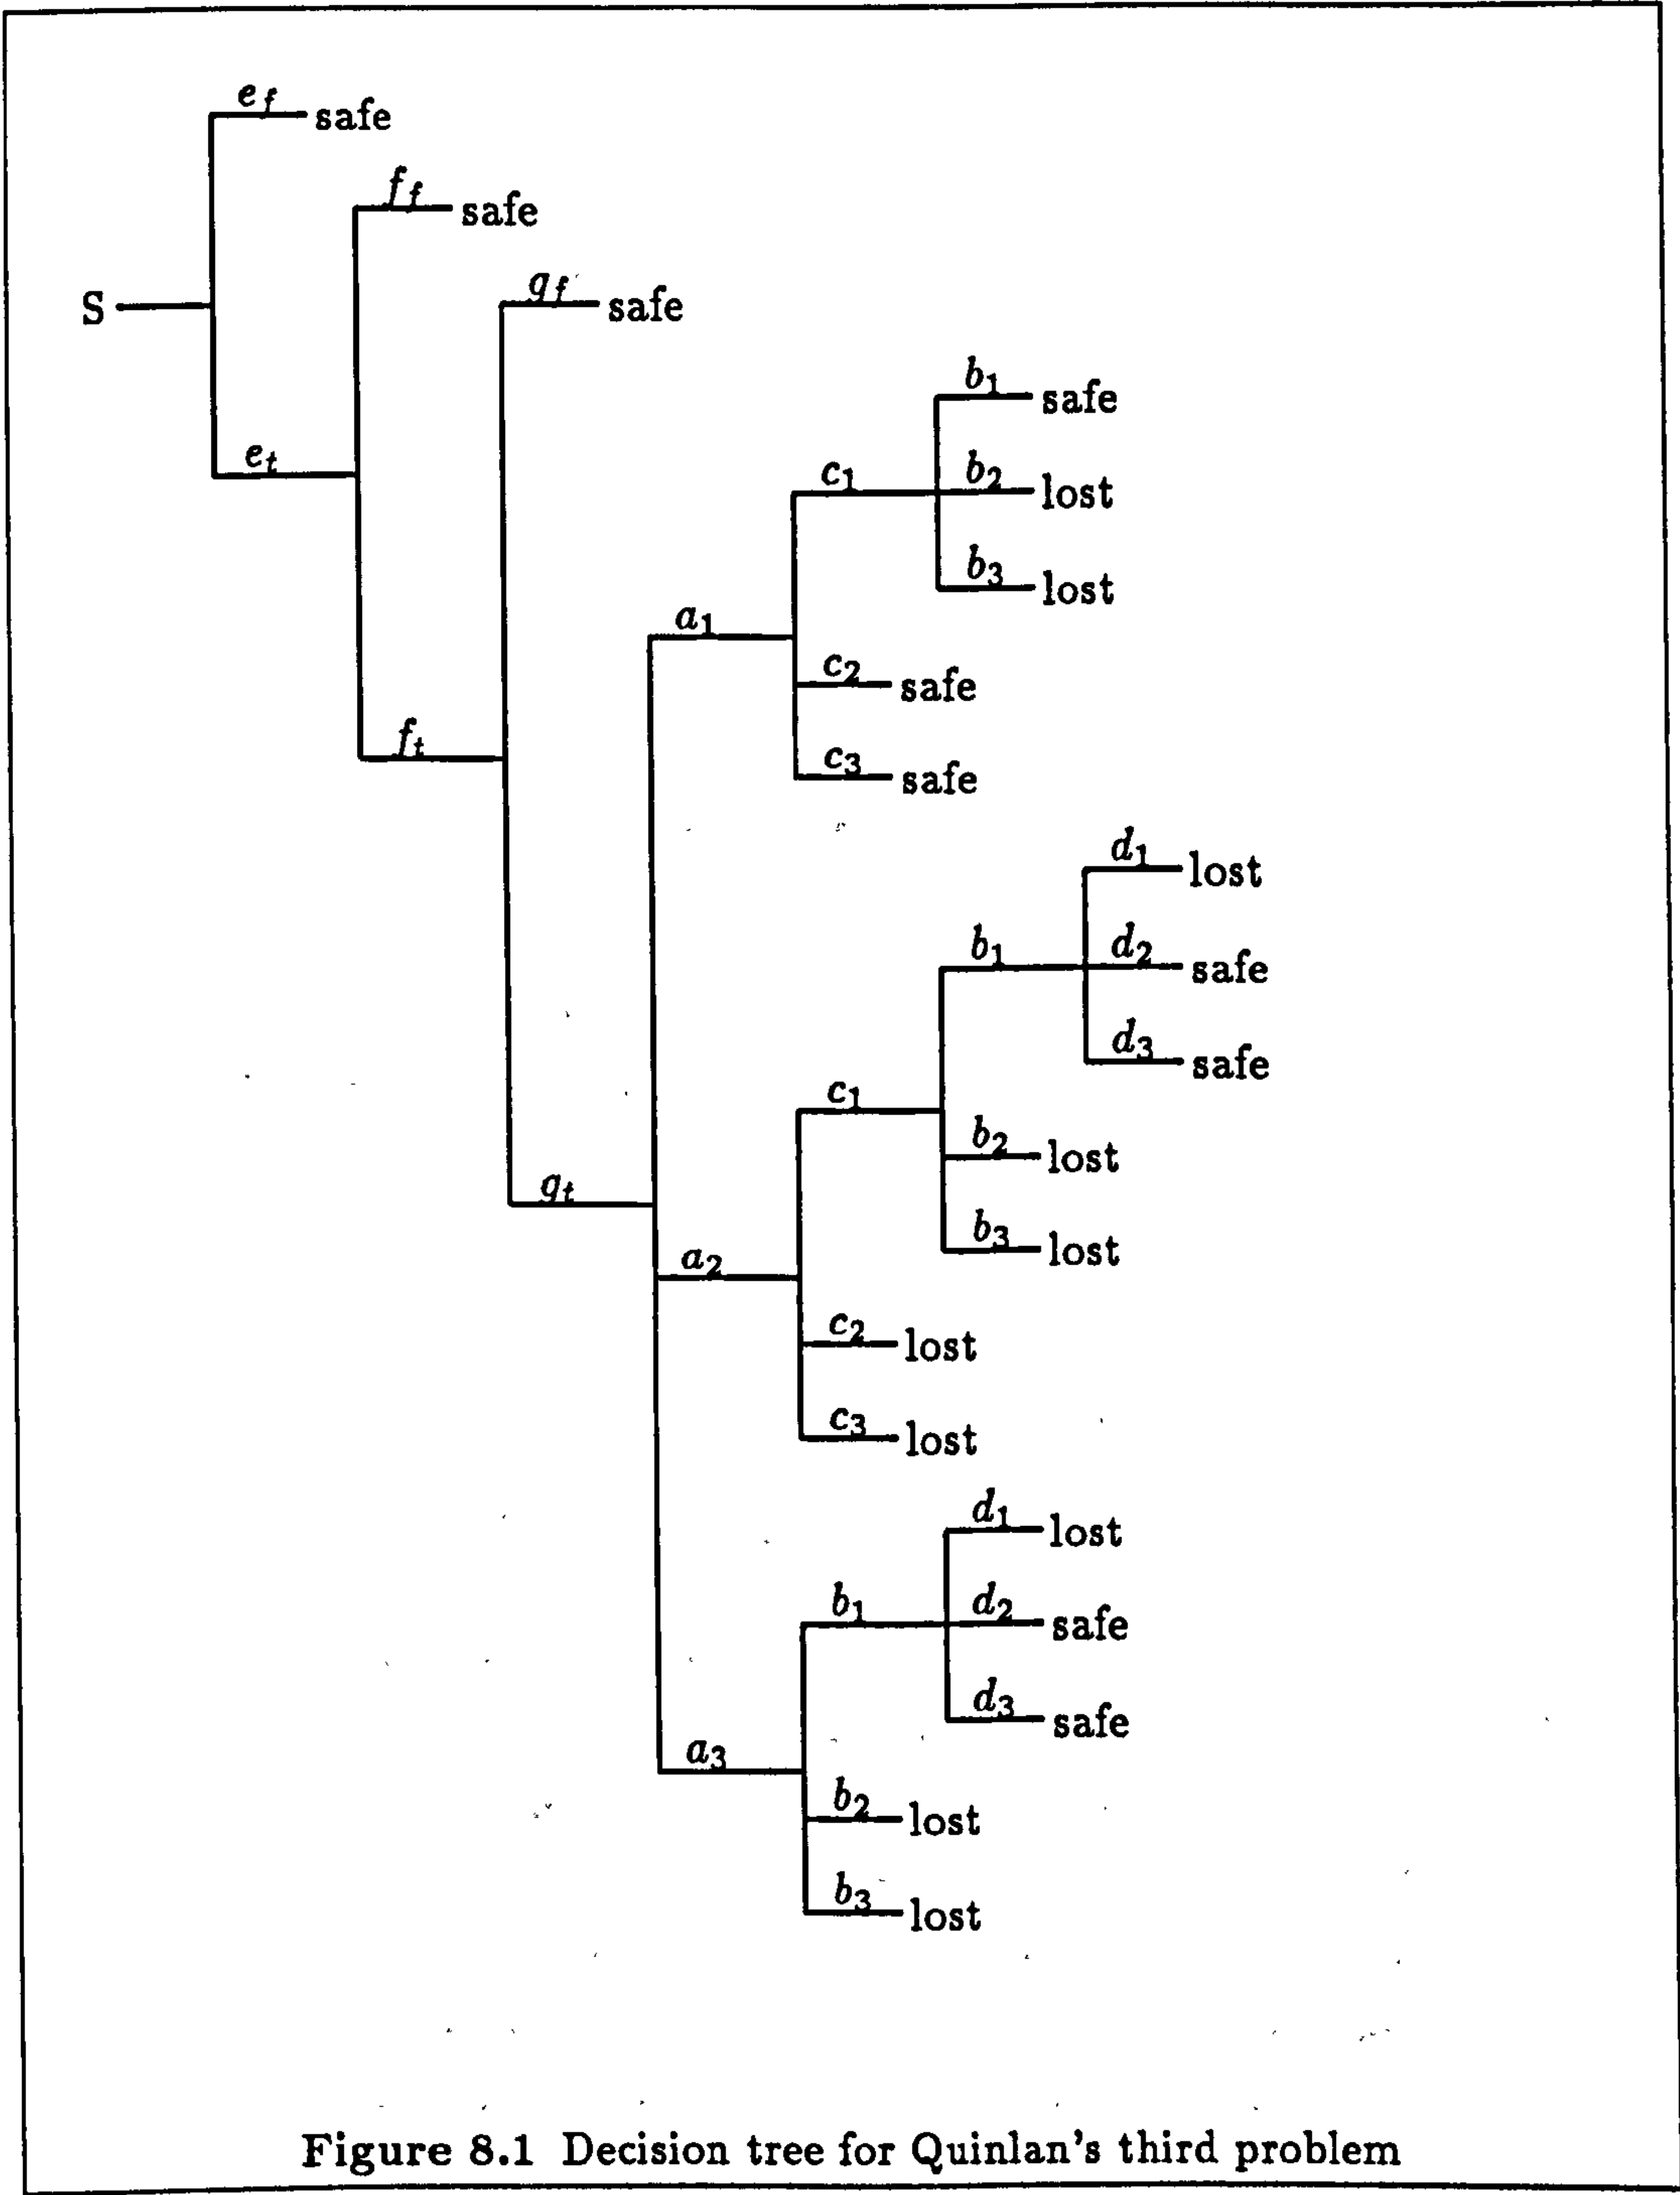 e_f safe
f_f safe
g_f safe
S
b_1 safe
c_1 b_2 lost
b_3 lost
a_1
c_2 safe
e_t
c_3 safe
f_t
d_1 lost
b_1 d_2 safe
d_3 safe
c_1
b_2 lost
g_t
b_3 lost
a_2
c_2 lost
c_3 lost
d_1 lost
b_1 d_2 safe
d_3 safe
a_3
b_2 lost
b_3 lost
Figure 8.1 Decision tree for Quinlan's third problem